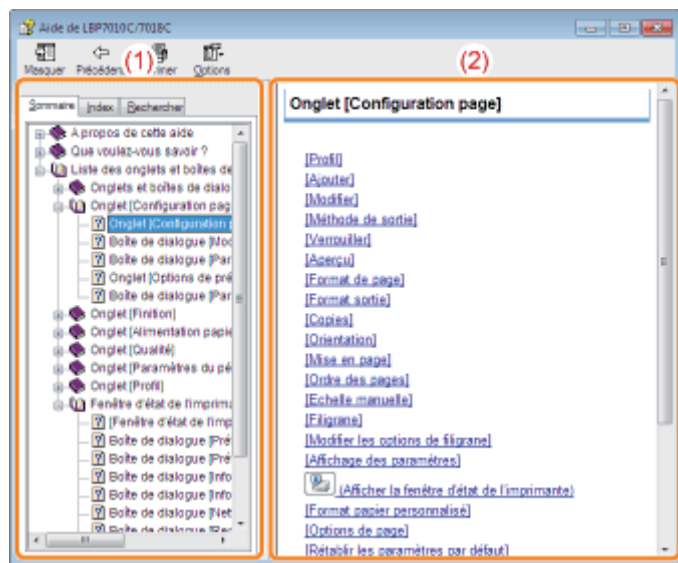 Aide de LBP7010C/7018C
Masquer Options
(1)
(2)
Sommaire Index Rechercher
A propos de cette aide
Que voulez-vous savoir ?
Liste des onglets et boîtes de
Onglets et boîtes de dialo
Onglet [Configuration pag
Onglet [Configuration
Boîte de dialogue [Moc
Boîte de dialogue [Par
Onglet [Options de pré
Boîte de dialogue [Par
Onglet [Finition]
Onglet [Alimentation papie
Onglet [Qualité]
Onglet [Paramètres du pé
Onglet [Profil]
Fenêtre d'état de l'imprima
[Fenêtre d'état de l'imp
Boîte de dialogue [Pré
Boîte de dialogue [Pré
Boîte de dialogue [Info
Boîte de dialogue [Info
Boîte de dialogue [Net
Boîte de dialogue
Onglet [Configuration page]
[Profil]
[Ajouter]
[Modifier]
[Méthode de sortie]
[Verrouiller]
[Aperçu]
[Format de page]
[Format sortie]
[Copies]
[Orientation]
[Mise en page]
[Ordre des pages]
[Echelle manuelle]
[Filigrane]
[Modifier les options de filigrane]
[Affichage des paramètres]
(Afficher la fenêtre d'état de l'imprimante)
[Format papier personnalisé]
[Options de page]
[Rétablir les paramètres par défaut]